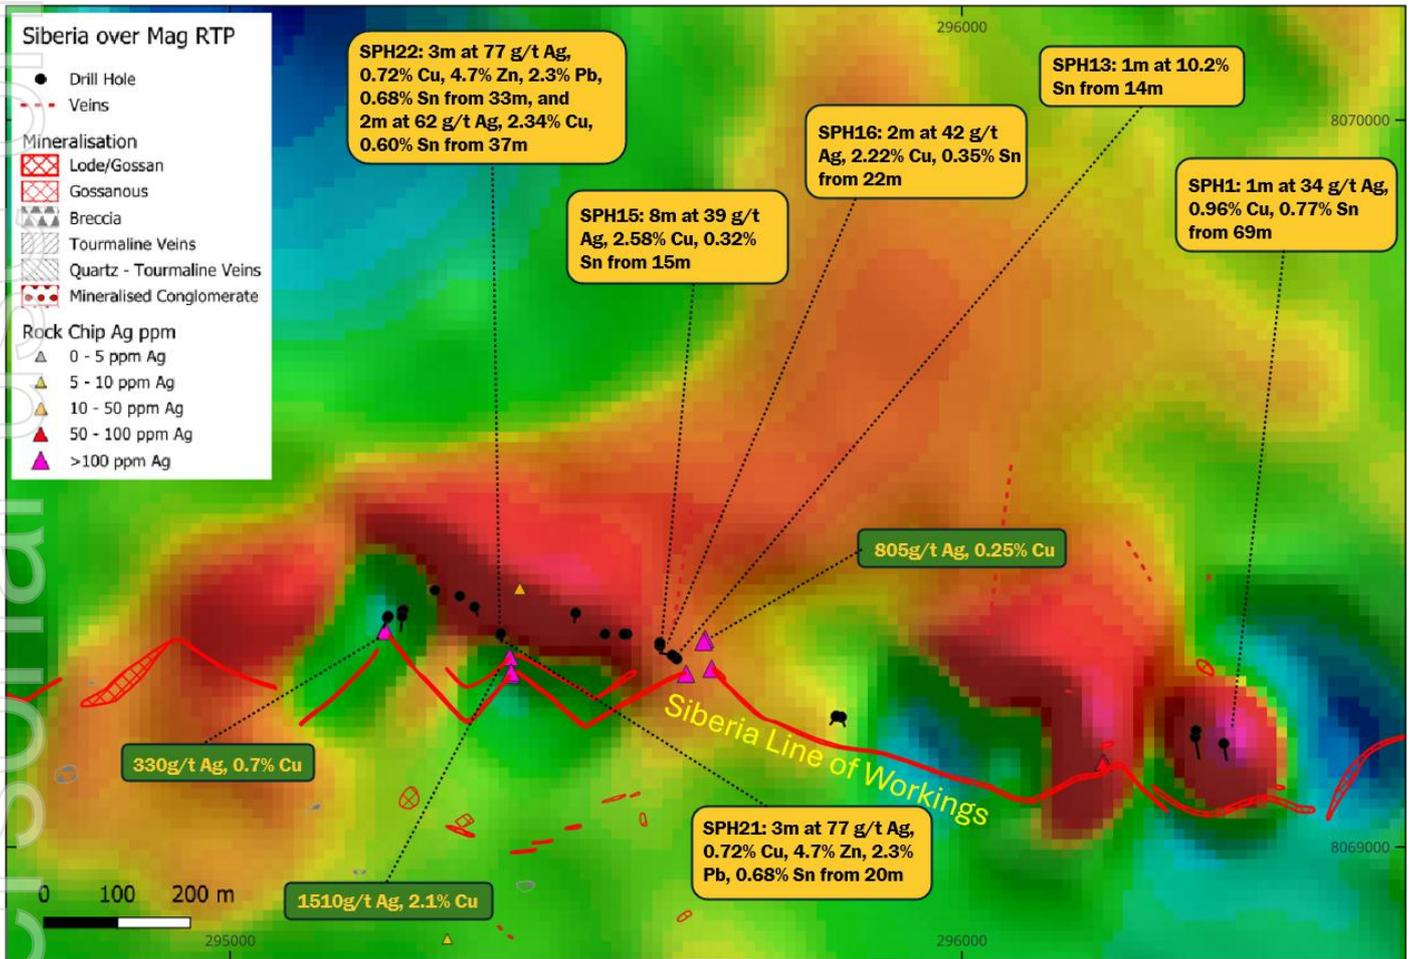 Siberia over Mag RTP
Drill Hole
Veins
Mineralisation
Lode/Gossan
Gossanous
Breccia
Tourmaline Veins
Quartz - Tourmaline Veins
Mineralised Conglomerate
Rock Chip Ag ppm
0 - 5 ppm Ag
5 - 10 ppm Ag
10 - 50 ppm Ag
50 - 100 ppm Ag
>100 ppm Ag
SPH22: 3m at 77 g/t Ag,
0.72% Cu, 4.7% Zn, 2.3% Pb,
0.68% Sn from 33m, and
2m at 62 g/t Ag, 2.34% Cu,
0.60% Sn from 37m
SPH15: 8m at 39 g/t
Ag, 2.58% Cu, 0.32%
Sn from 15m
SPH16: 2m at 42 g/t
Ag, 2.22% Cu, 0.35% Sn
from 22m
296000
SPH13: 1m at 10.2%
Sn from 14m
8070000
SPH1: 1m at 34 g/t Ag,
0.96% Cu, 0.77% Sn
from 69m
805g/t Ag, 0.25% Cu
Siberia Line of Workings
330g/t Ag, 0.7% Cu
1510g/t Ag, 2.1% Cu
SPH21: 3m at 77 g/t Ag,
0.72% Cu, 4.7% Zn, 2.3%
Pb, 0.68% Sn from 20m
8069000
0 100 200 m
295000
296000